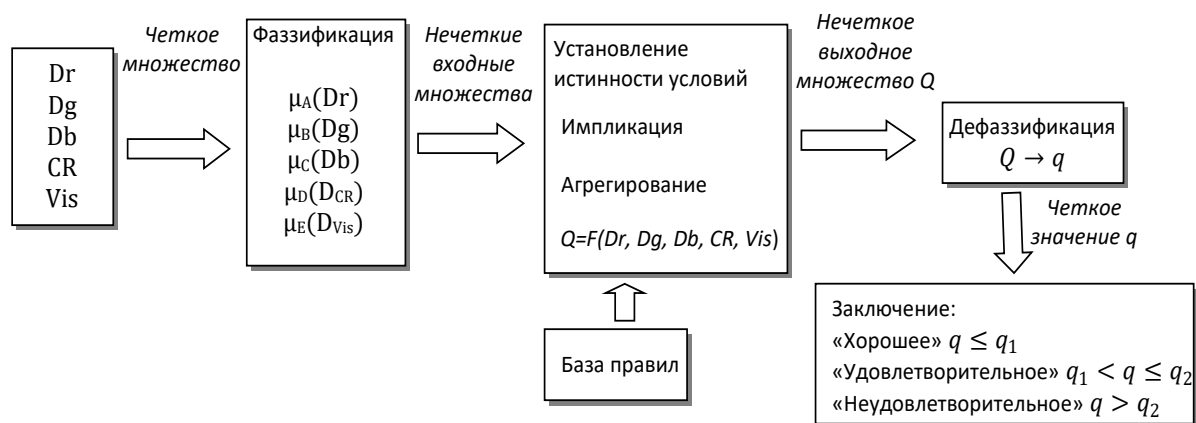 Dr
Dg
Db
CR
Vis
Четкое
множество
Фаззификация
μA(Dr)
μB(Dg)
μC(Db)
μD(DCR)
μE(DVis)
Нечеткие
входные
множества
Установление
истинности условий
Импликация
Агрегирование
Q=F(Dr, Dg, Db, CR, Vis)
База правил
Нечеткое
выходное
множество Q
Дефаззификация
Q → q
Четкое
значение q
Заключение:
«Хорошее» q ≤ q₁
«Удовлетворительное» q₁ < q ≤ q₂
«Неудовлетворительное» q > q₂